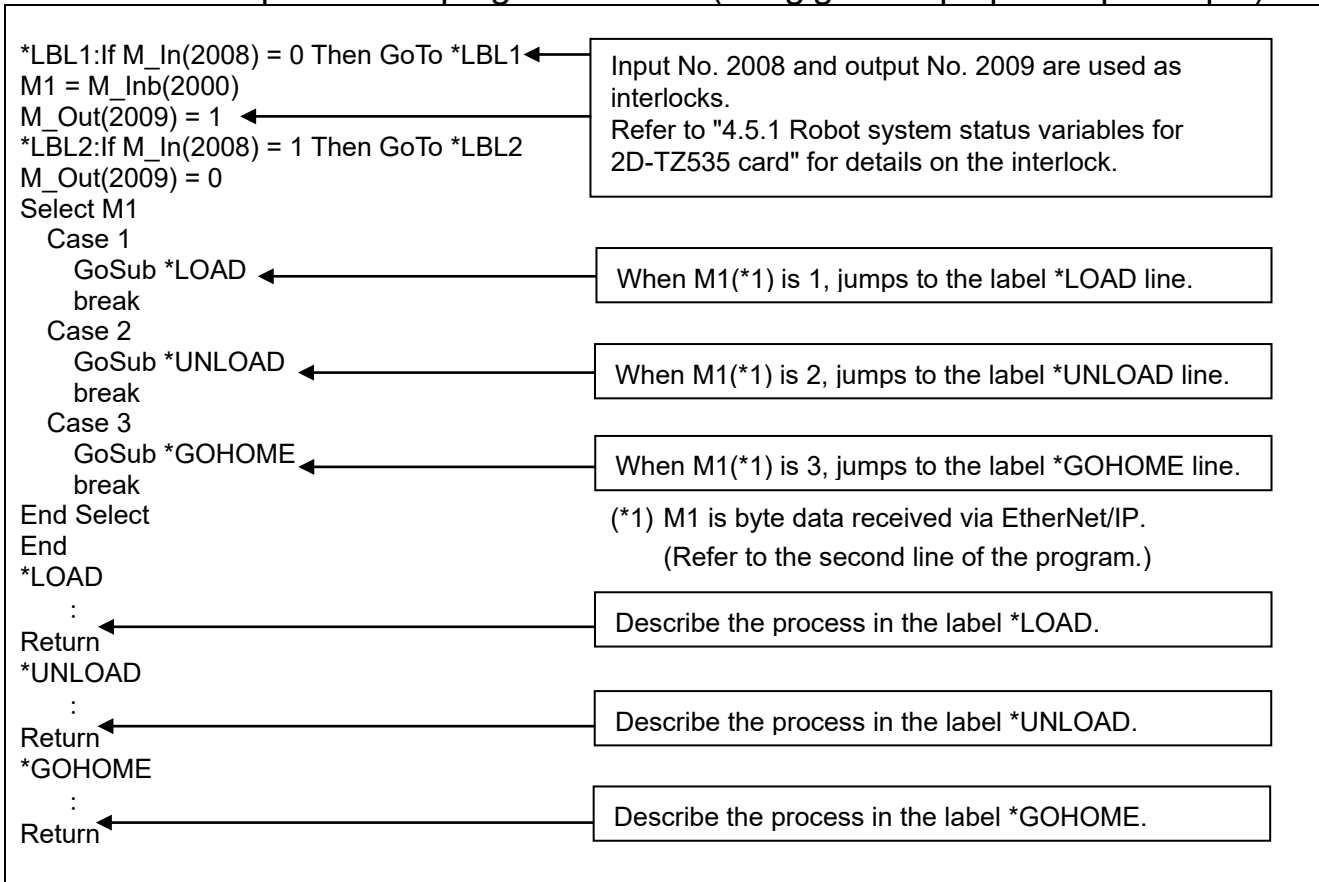 *LBL1:If M_In(2008) = 0 Then GoTo *LBL1
M1 = M_Inb(2000)
M_Out(2009) = 1
*LBL2:If M_In(2008) = 1 Then GoTo *LBL2
M_Out(2009) = 0
Select M1
Case 1
GoSub *LOAD
break
Case 2
GoSub *UNLOAD
break
Case 3
GoSub *GOHOME
break
End Select
End
*LOAD
:
Return
*UNLOAD
:
Return
*GOHOME
:
Return
Input No. 2008 and output No. 2009 are used as
interlocks.
Refer to "4.5.1 Robot system status variables for
2D-TZ535 card" for details on the interlock.
When M1(*1) is 1, jumps to the label *LOAD line.
When M1(*1) is 2, jumps to the label *UNLOAD line.
When M1(*1) is 3, jumps to the label *GOHOME line.
(*1) M1 is byte data received via EtherNet/IP.
(Refer to the second line of the program.)
Describe the process in the label *LOAD.
Describe the process in the label *UNLOAD.
Describe the process in the label *GOHOME.